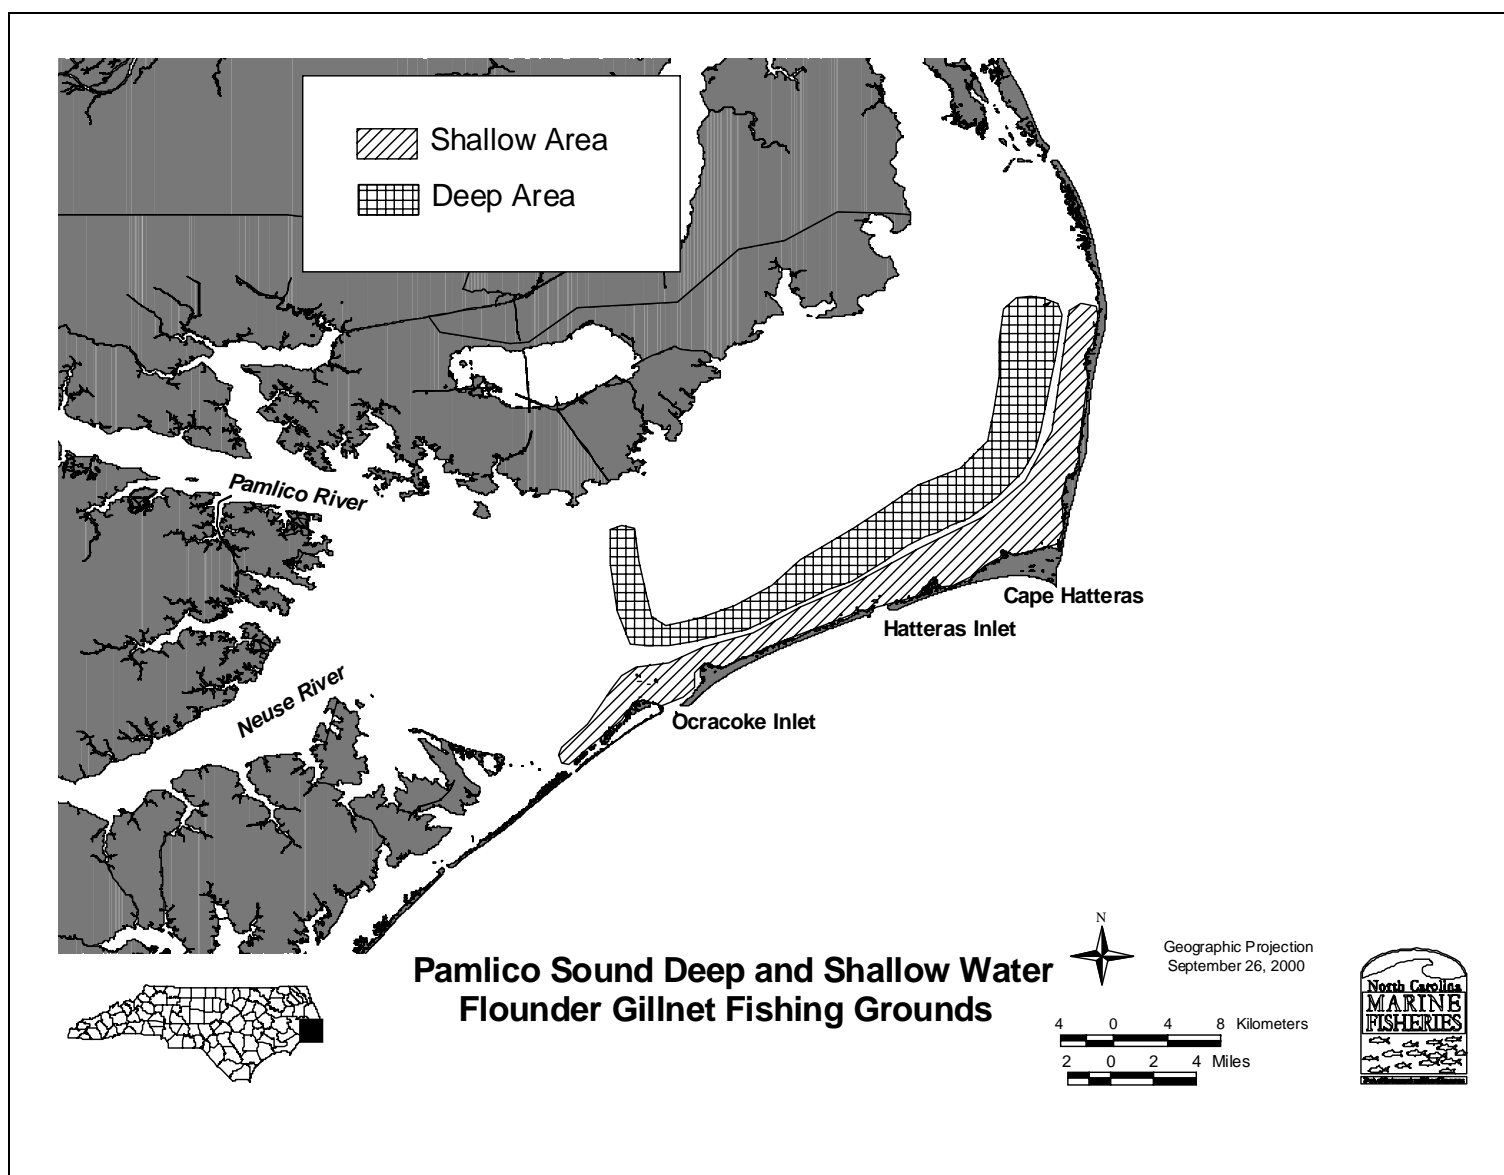 Shallow Area
Deep Area
Pamlico River
Neuse River
Cape Hatteras
Hatteras Inlet
Ocracoke Inlet
Pamlico Sound Deep and Shallow Water
Flounder Gillnet Fishing Grounds
N
Geographic Projection
September 26, 2000
4 0 4 8 Kilometers
2 0 2 4 Miles
North Carolina
MARINE
FISHERIES